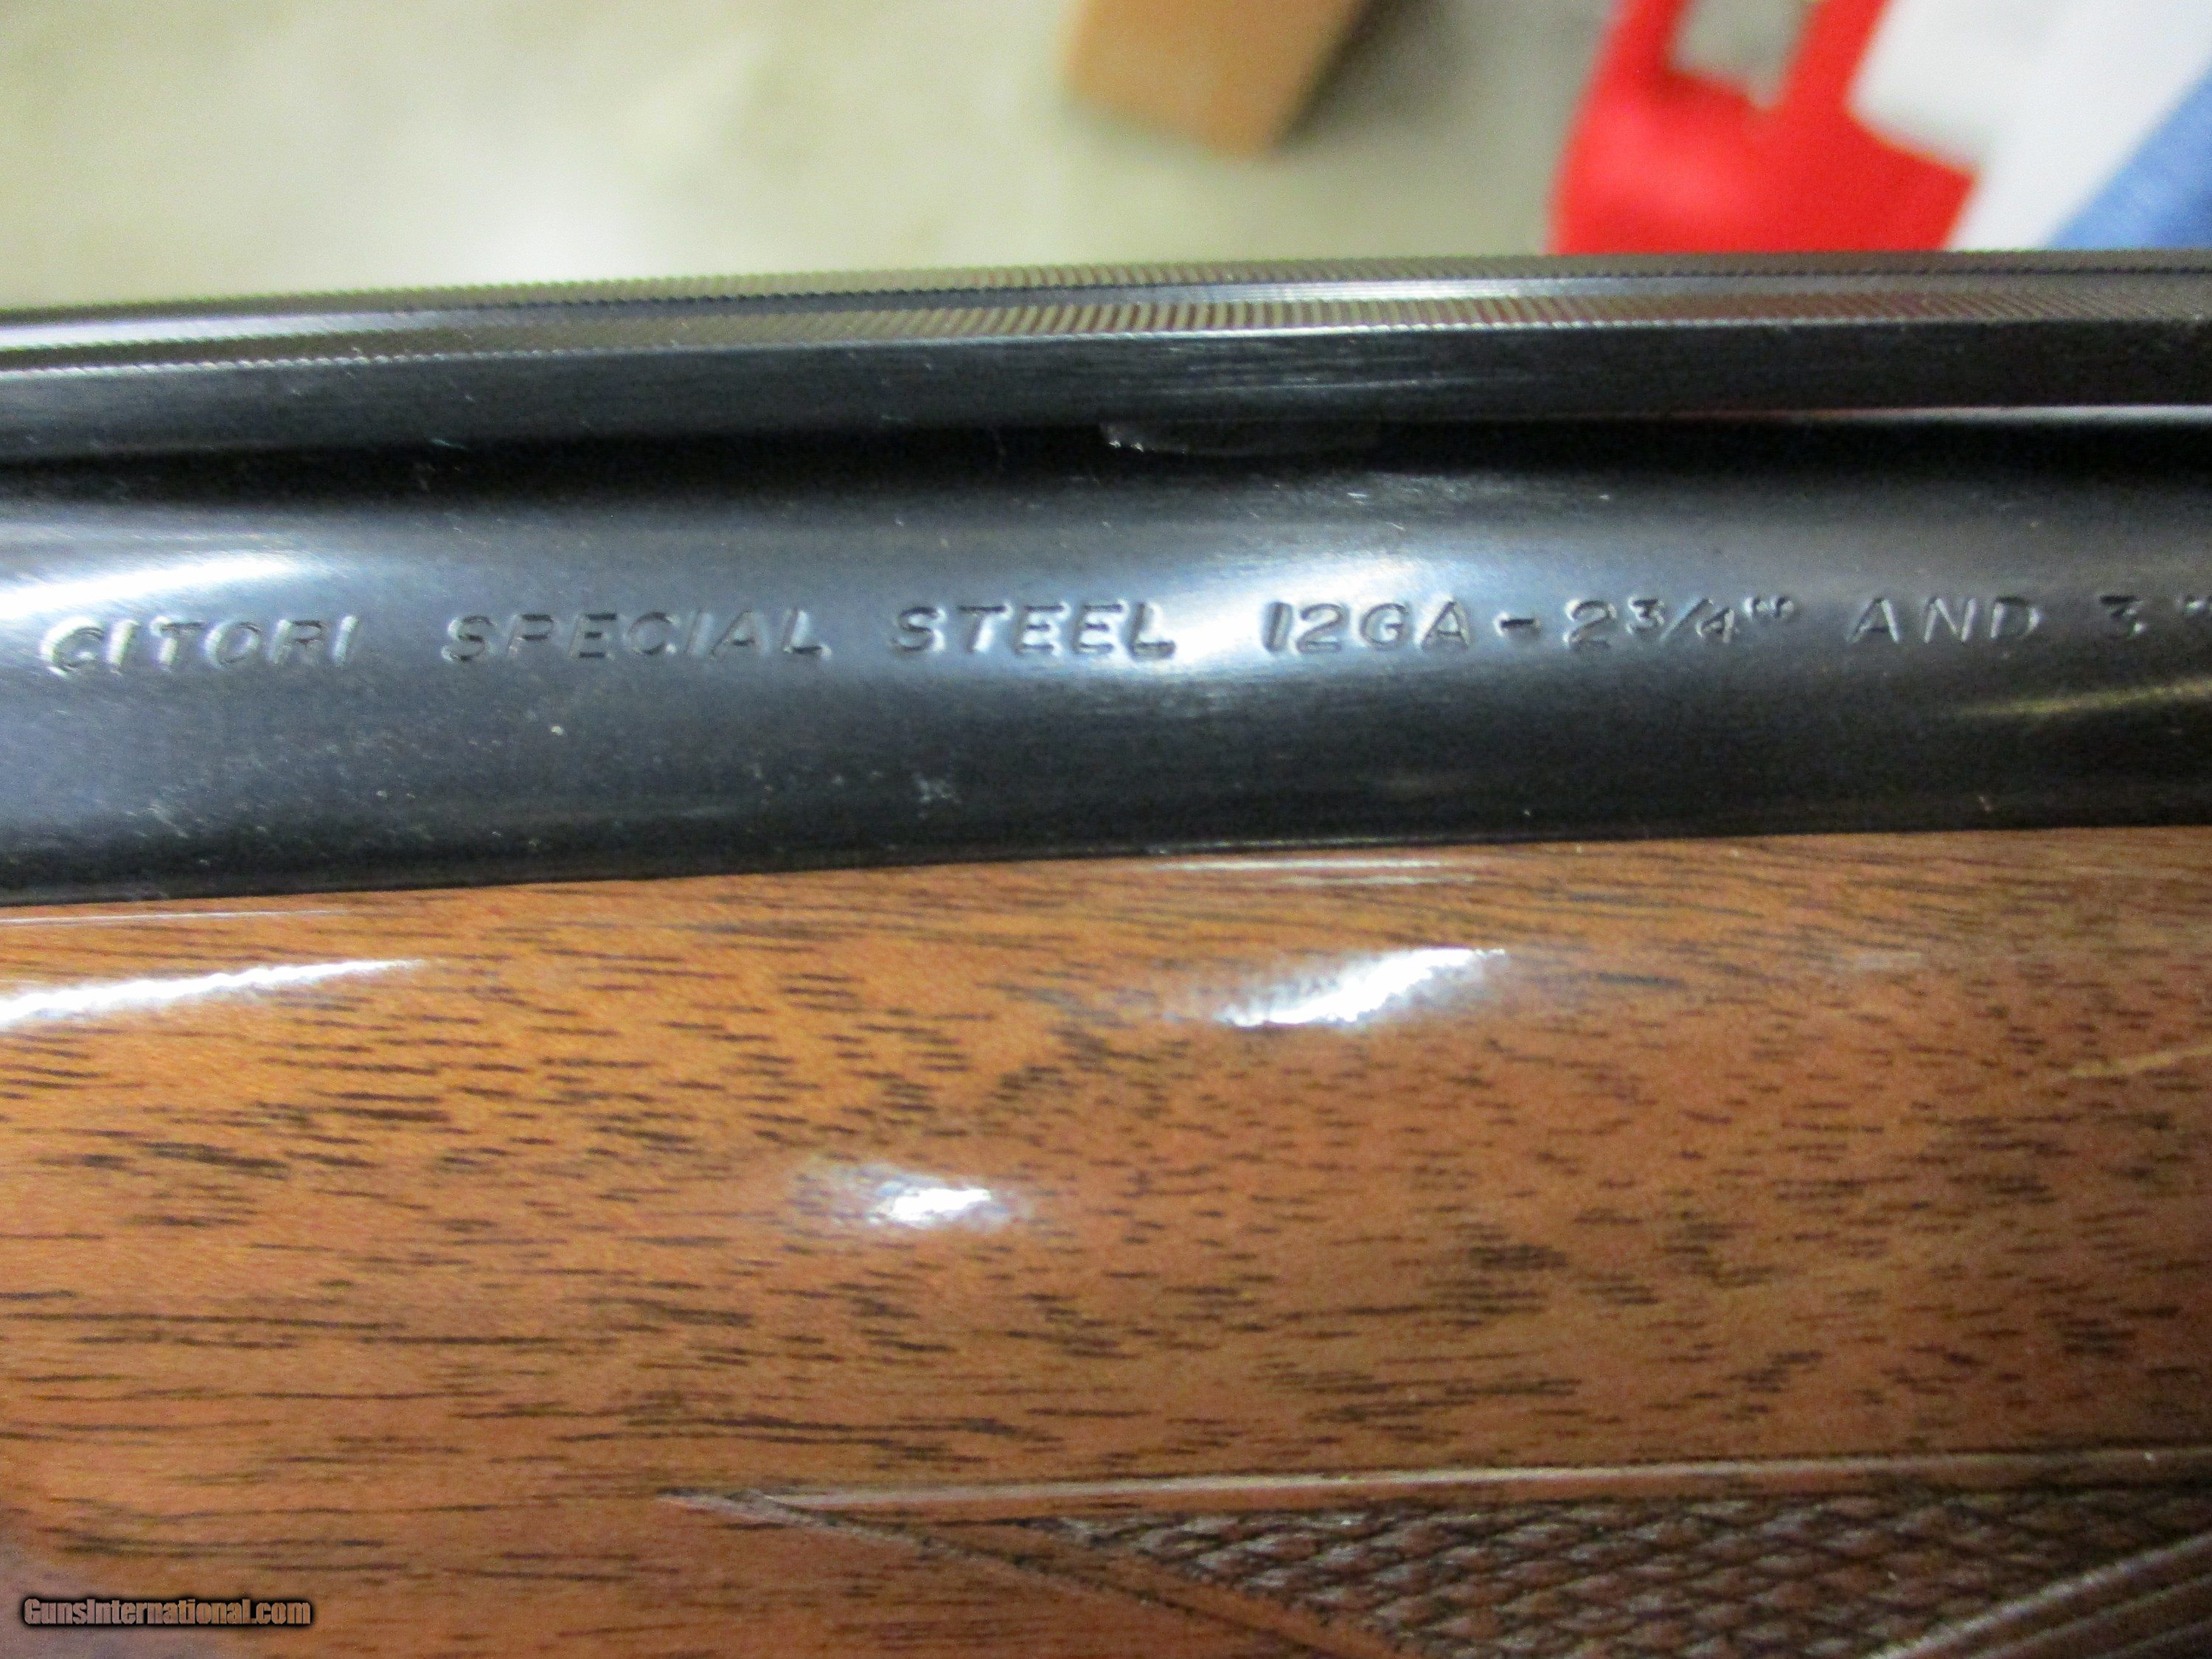 CITORI SPECIAL STEEL 12GA-2¾" AND 3"
GunsInternational.com